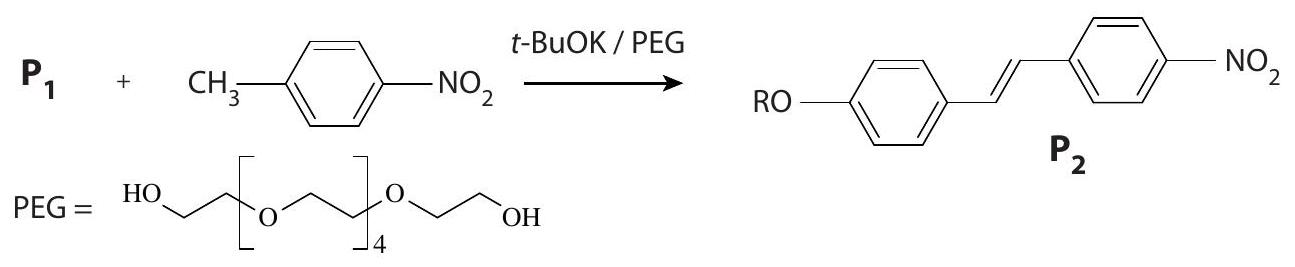 t-BuOK / PEG
P₁ + CH₃ NO₂ RO NO₂
P₂
PEG = HO O 4 O OH